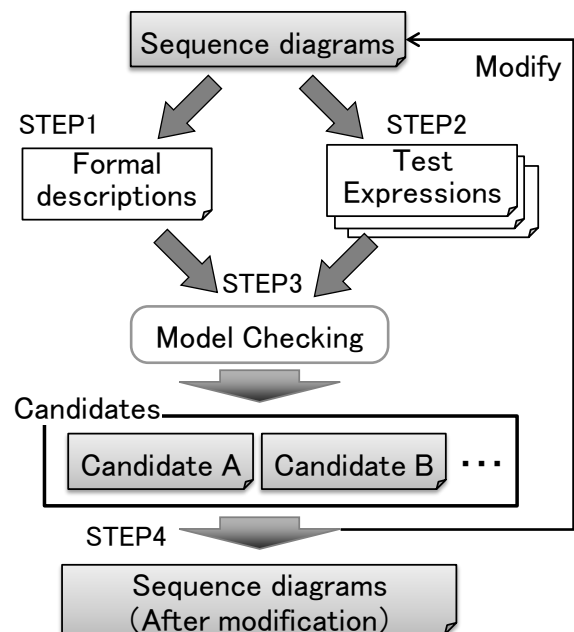 Sequence diagrams
Modify
STEP1
STEP2
Formal
descriptions
Test
Expressions
STEP3
Model Checking
Candidates
Candidate A
Candidate B
･･･
STEP4
Sequence diagrams
（After modification）